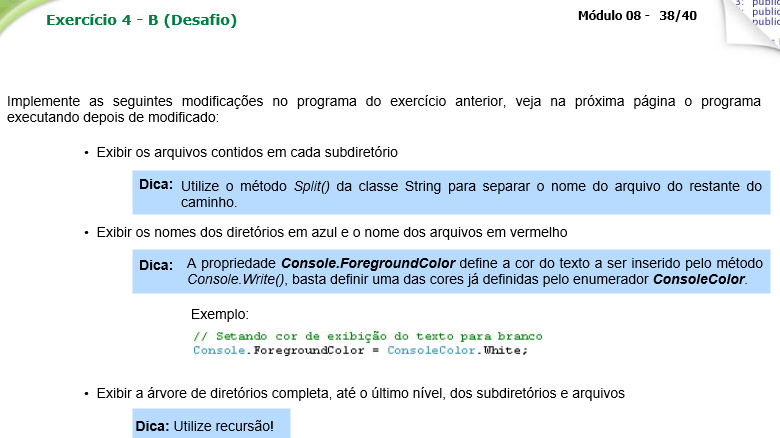 Exercício 4 - B (Desafio)
Módulo 08 - 38/40
3: public
public
public
Implemente as seguintes modificações no programa do exercício anterior, veja na próxima página o programa
executando depois de modificado:
• Exibir os arquivos contidos em cada subdiretório
Dica: Utilize o método Split() da classe String para separar o nome do arquivo do restante do
caminho.
• Exibir os nomes dos diretórios em azul e o nome dos arquivos em vermelho
Dica: A propriedade Console.ForegroundColor define a cor do texto a ser inserido pelo método
Console.Write(), basta definir uma das cores já definidas pelo enumerador ConsoleColor.
Exemplo:
// Setando cor de exibição do texto para branco
Console.ForegroundColor = ConsoleColor.White;
• Exibir a árvore de diretórios completa, até o último nível, dos subdiretórios e arquivos
Dica: Utilize recursão!